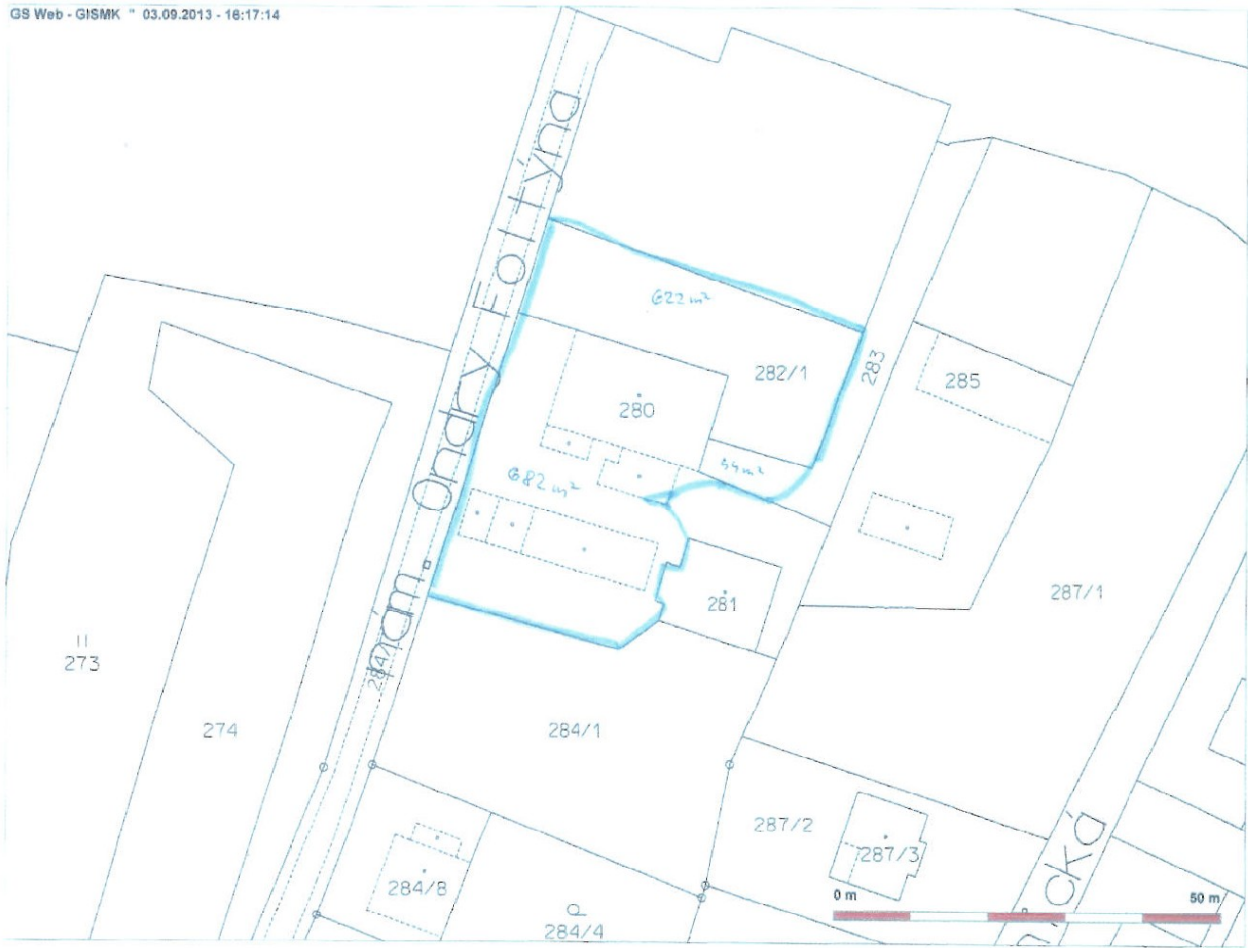 GS Web - GISMK " 03.09.2013 - 16:17:14
nám. Ondry Foltýna
622 m²
282/1
283
285
280
44 m²
682 m²
281
287/1
II
273
274
284/1
287/2
287/3
284/8
284/4
cká
0 m
50 m